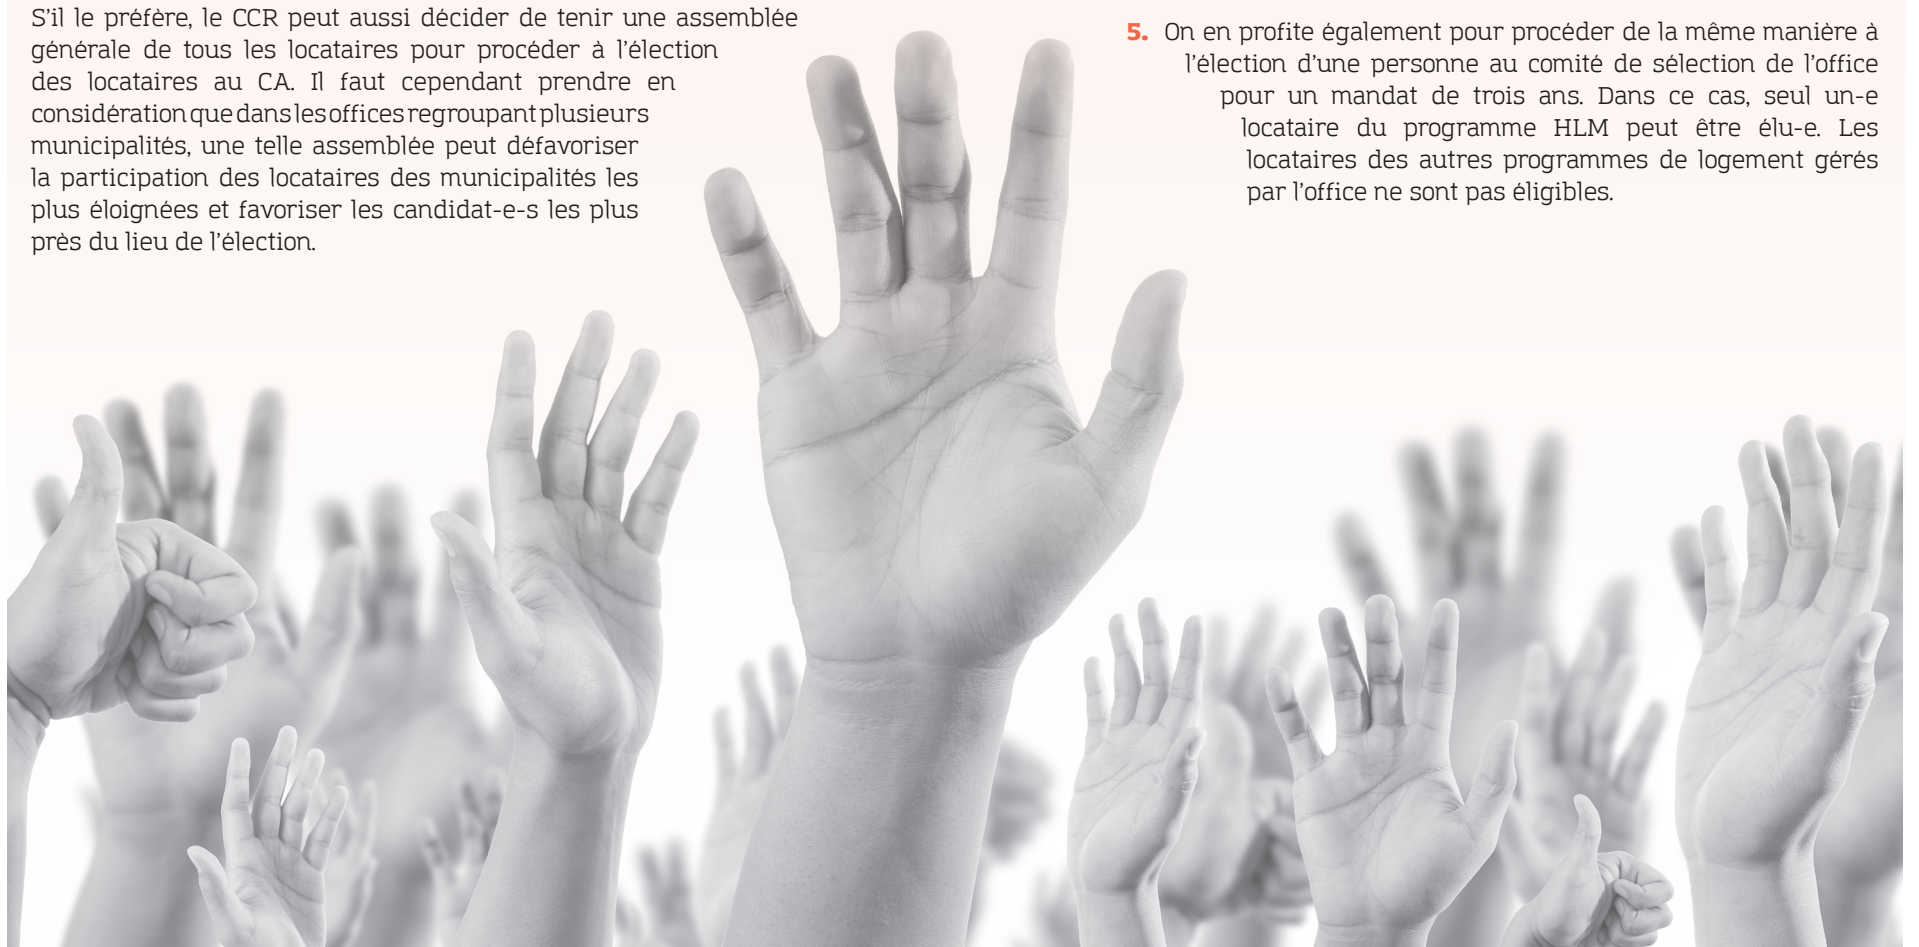 S'il le préfère, le CCR peut aussi décider de tenir une assemblée
générale de tous les locataires pour procéder à l'élection
des locataires au CA. Il faut cependant prendre en
considération que dans les offices regroupant plusieurs
municipalités, une telle assemblée peut défavoriser
la participation des locataires des municipalités les
plus éloignées et favoriser les candidat-e-s les plus
près du lieu de l'élection.
5. On en profite également pour procéder de la même manière à
l'élection d'une personne au comité de sélection de l'office
pour un mandat de trois ans. Dans ce cas, seul un-e
locataire du programme HLM peut être élu-e. Les
locataires des autres programmes de logement gérés
par l'office ne sont pas éligibles.